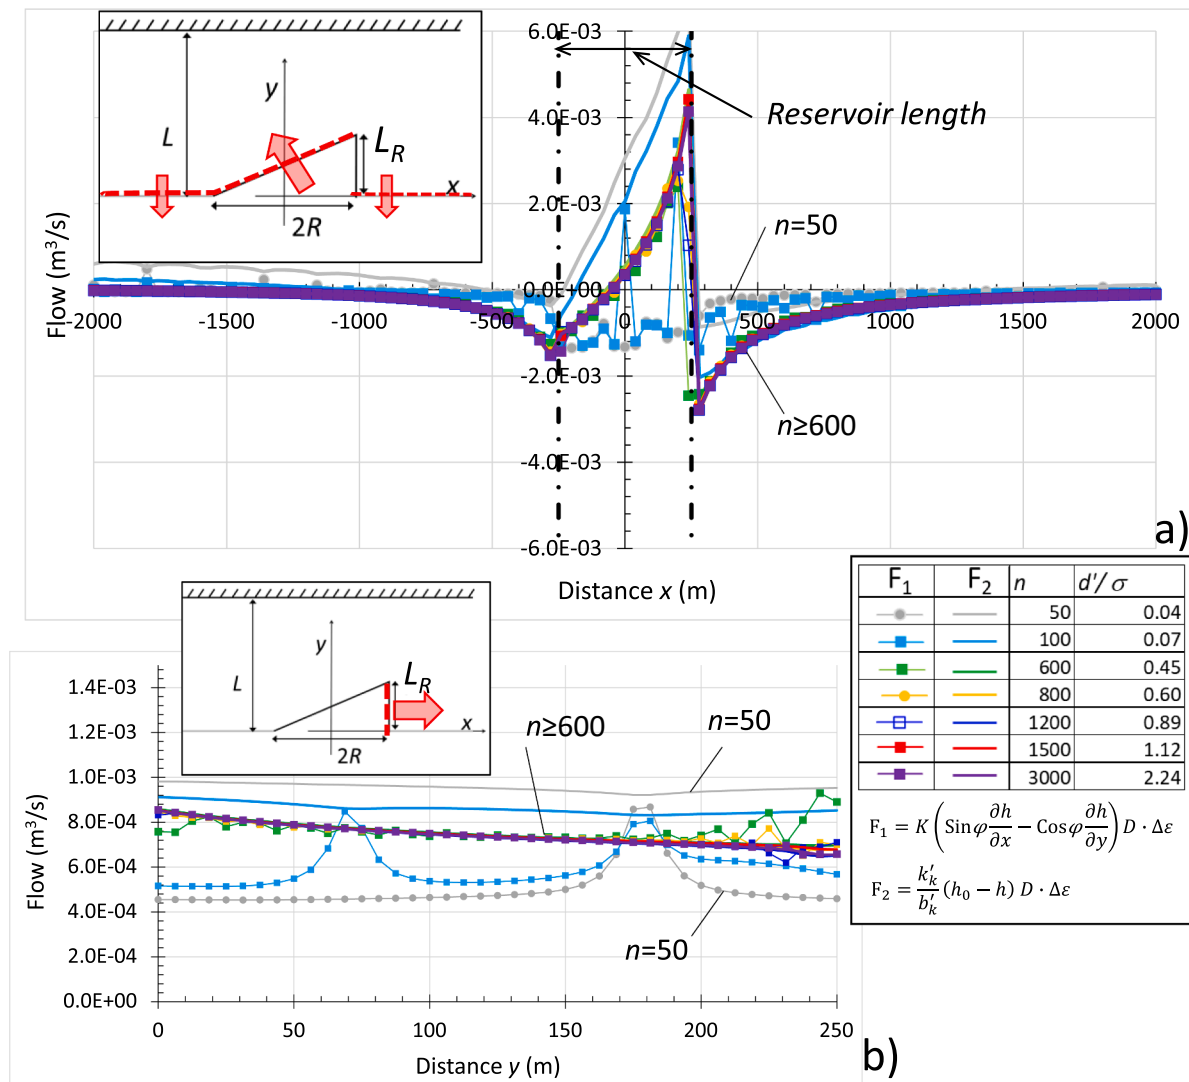 6.0E-03
4.0E-03
2.0E-03
0.0E+00
-2.0E-03
-4.0E-03
-6.0E-03
Flow (m³/s)
-2000
-1500
-1000
-500
0
500
1000
1500
2000
Distance x (m)
Reservoir length
n=50
n≥600
L
y
L_R
x
2R
a)
F₁ F₂ n d'/ σ
50 0.04
100 0.07
600 0.45
800 0.60
1200 0.89
1500 1.12
3000 2.24
F₁ = K (Sinφ ∂h/∂x − Cosφ ∂h/∂y) D · Δε
F₂ = k'ₖ/b'ₖ (h₀ − h) D · Δε
L
y
L_R
x
2R
n≥600
n=50
n=50
1.4E-03
1.2E-03
1.0E-03
8.0E-04
6.0E-04
4.0E-04
2.0E-04
0.0E+00
Flow (m³/s)
0
50
100
150
200
250
Distance y (m)
b)